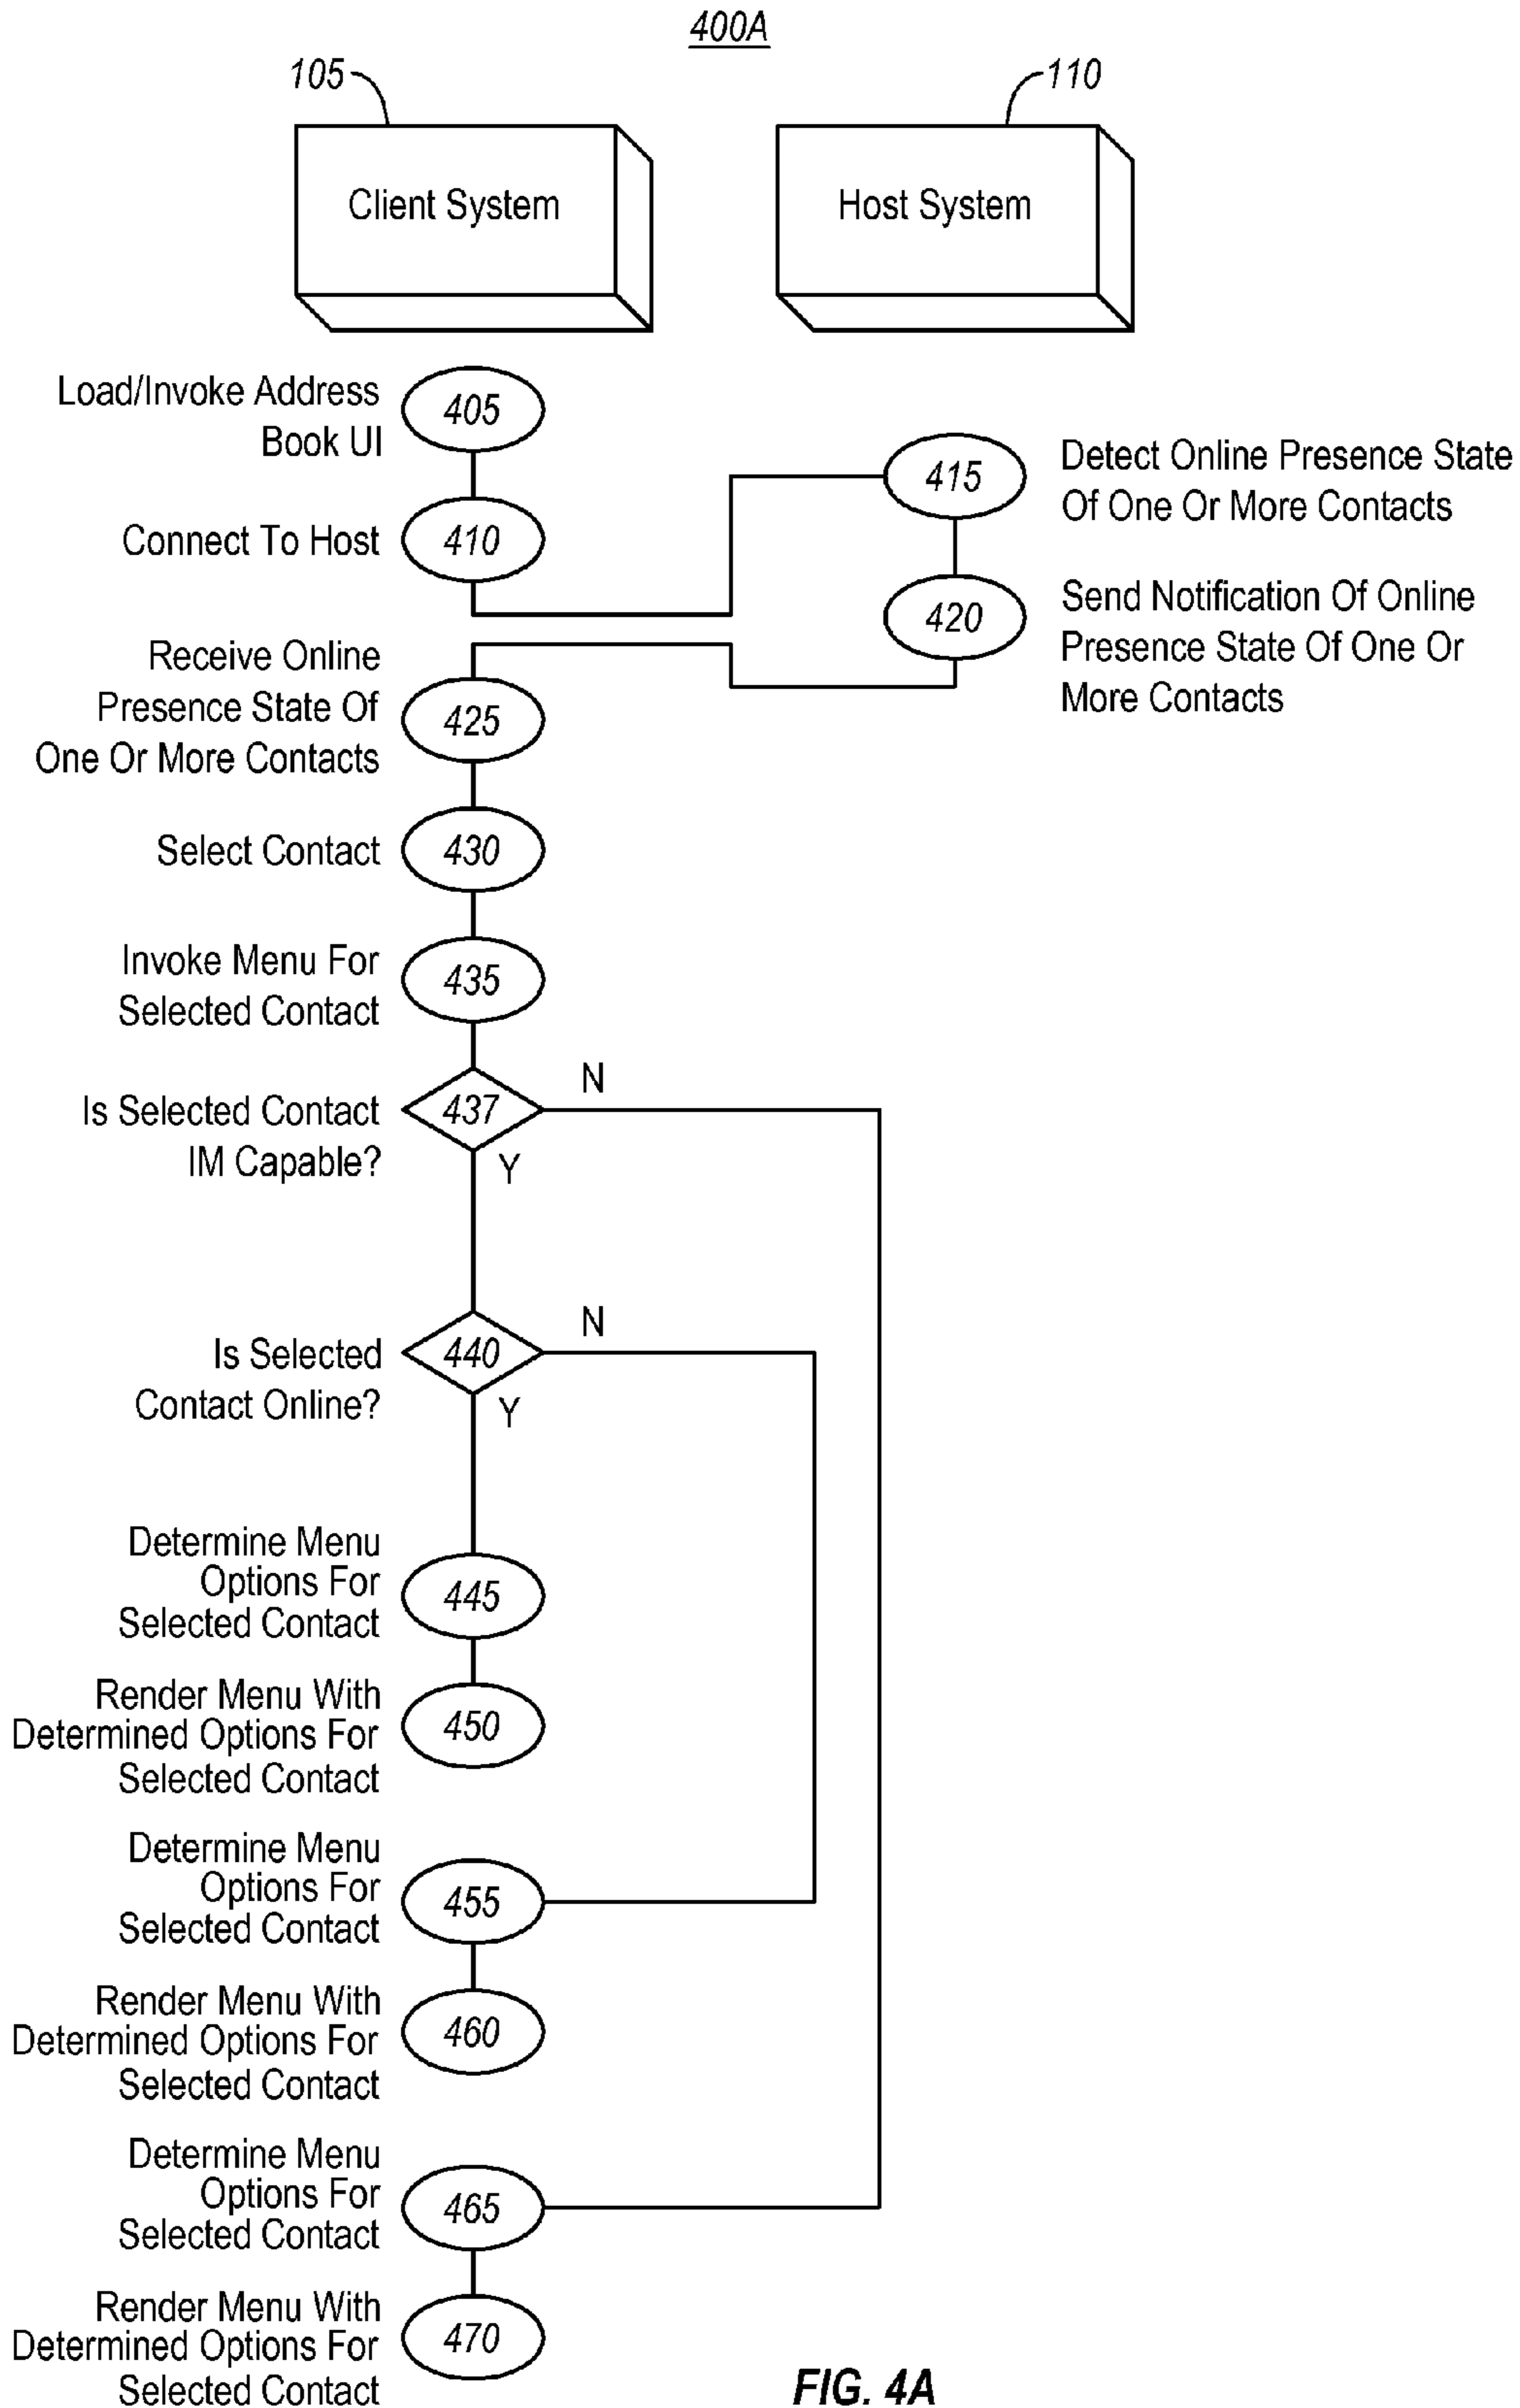 400A
105
110
Client System
Host System
Load/Invoke Address
Book UI
405
Connect To Host
410
415
Detect Online Presence State
Of One Or More Contacts
420
Send Notification Of Online
Presence State Of One Or
More Contacts
Receive Online
Presence State Of
One Or More Contacts
425
Select Contact
430
Invoke Menu For
Selected Contact
435
Is Selected Contact
IM Capable?
437
N
Y
Is Selected
Contact Online?
440
N
Y
Determine Menu
Options For
Selected Contact
445
Render Menu With
Determined Options For
Selected Contact
450
Determine Menu
Options For
Selected Contact
455
Render Menu With
Determined Options For
Selected Contact
460
Determine Menu
Options For
Selected Contact
465
Render Menu With
Determined Options For
Selected Contact
470
FIG. 4A